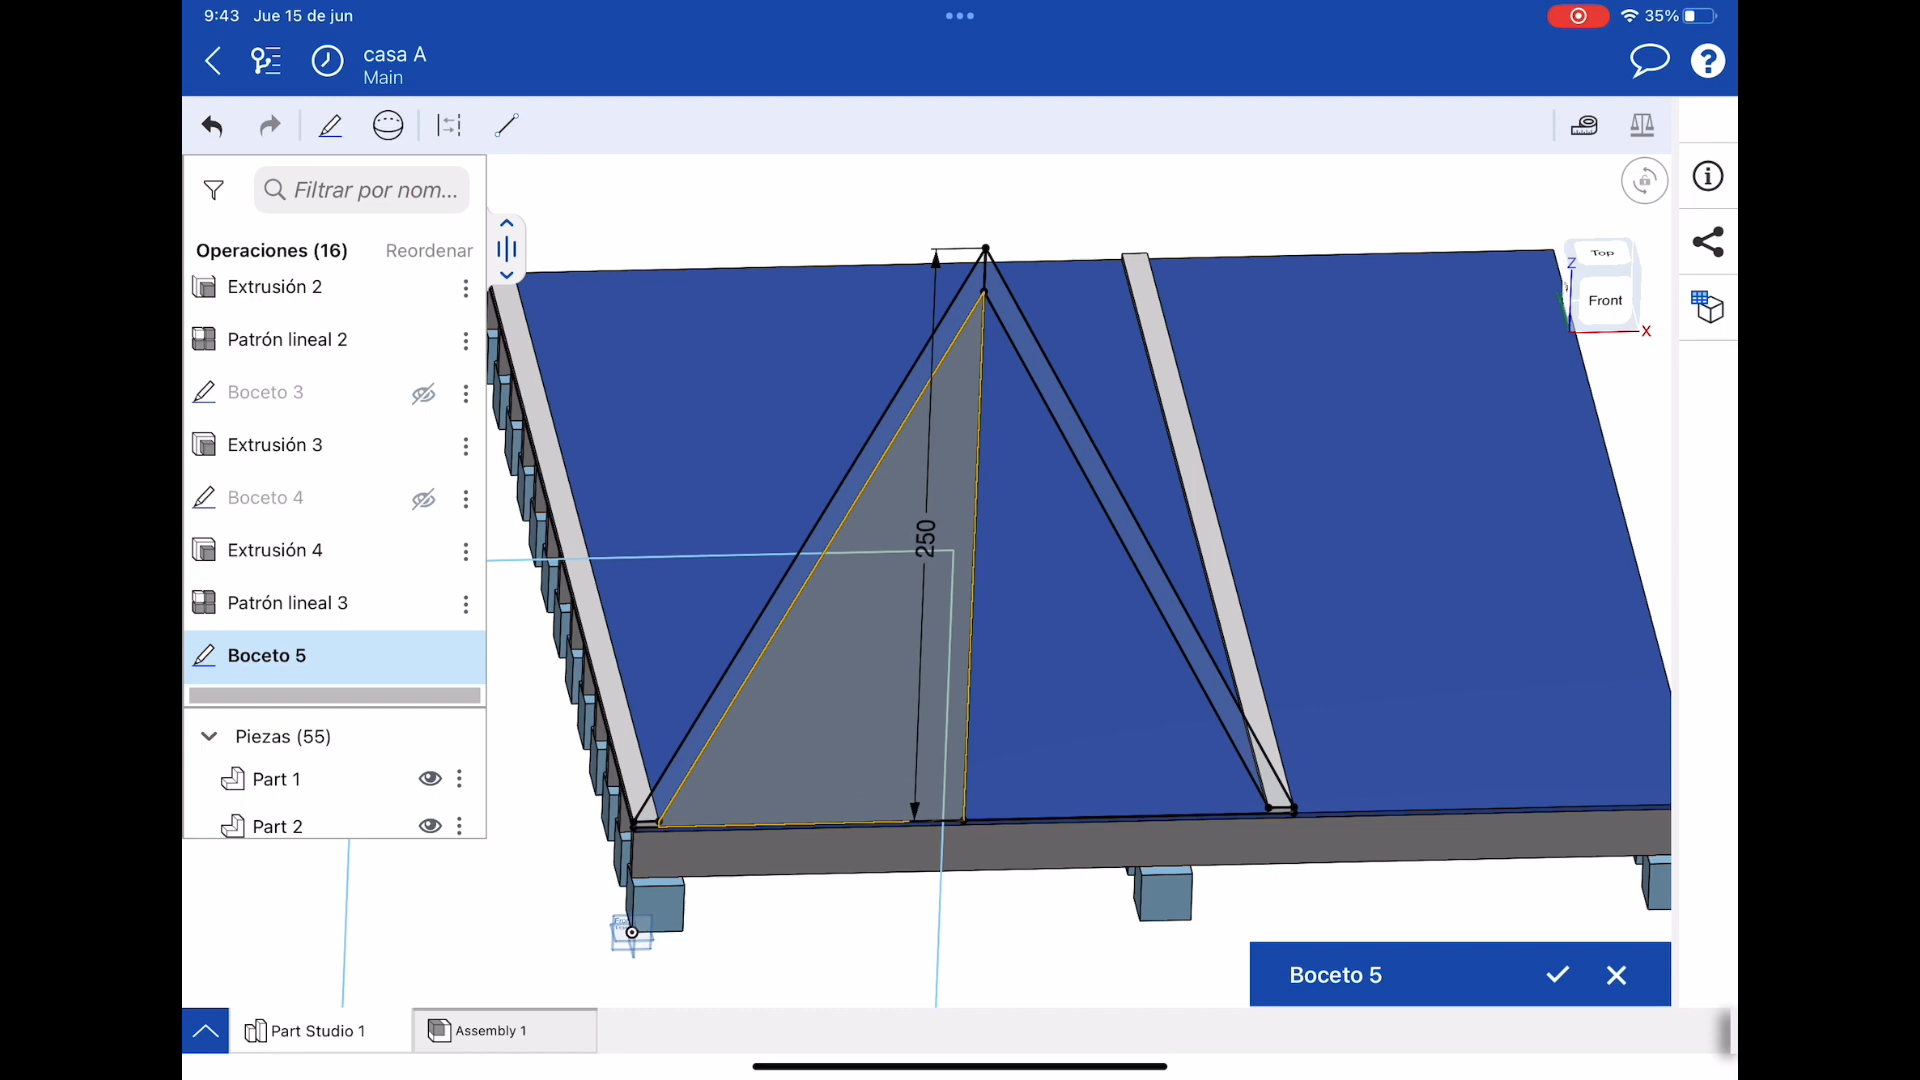 9:43 Jue 15 de jun
35%
casa A
Main
?
Filtrar por nom...
Operaciones (16)
Reordenar
Extrusión 2
Patrón lineal 2
Boceto 3
Extrusión 3
Boceto 4
Extrusión 4
Patrón lineal 3
Boceto 5
Piezas (55)
Part 1
Part 2
250
Top
Z
Front
X
Boceto 5
Part Studio 1
Assembly 1